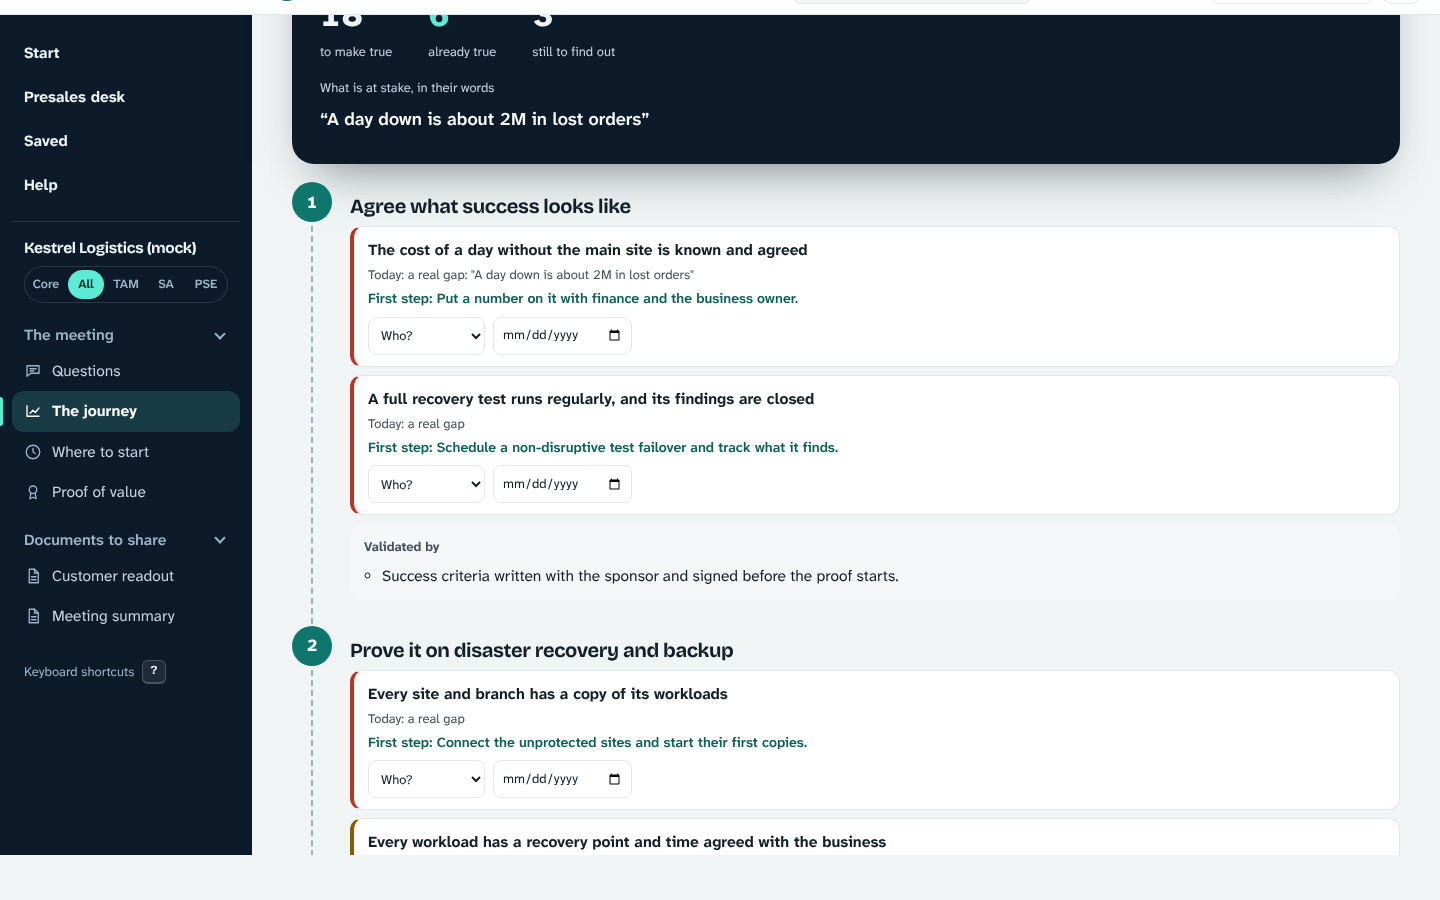 Start
Presales desk
Saved
Help
Kestrel Logistics (mock)
Core All TAM SA PSE
The meeting
Questions
The journey
Where to start
Proof of value
Documents to share
Customer readout
Meeting summary
Keyboard shortcuts ?
18 6 3
to make true already true still to find out
What is at stake, in their words
“A day down is about 2M in lost orders”
1 Agree what success looks like
The cost of a day without the main site is known and agreed
Today: a real gap: "A day down is about 2M in lost orders"
First step: Put a number on it with finance and the business owner.
Who? mm/dd/yyyy
A full recovery test runs regularly, and its findings are closed
Today: a real gap
First step: Schedule a non-disruptive test failover and track what it finds.
Who? mm/dd/yyyy
Validated by
Success criteria written with the sponsor and signed before the proof starts.
2 Prove it on disaster recovery and backup
Every site and branch has a copy of its workloads
Today: a real gap
First step: Connect the unprotected sites and start their first copies.
Who? mm/dd/yyyy
Every workload has a recovery point and time agreed with the business